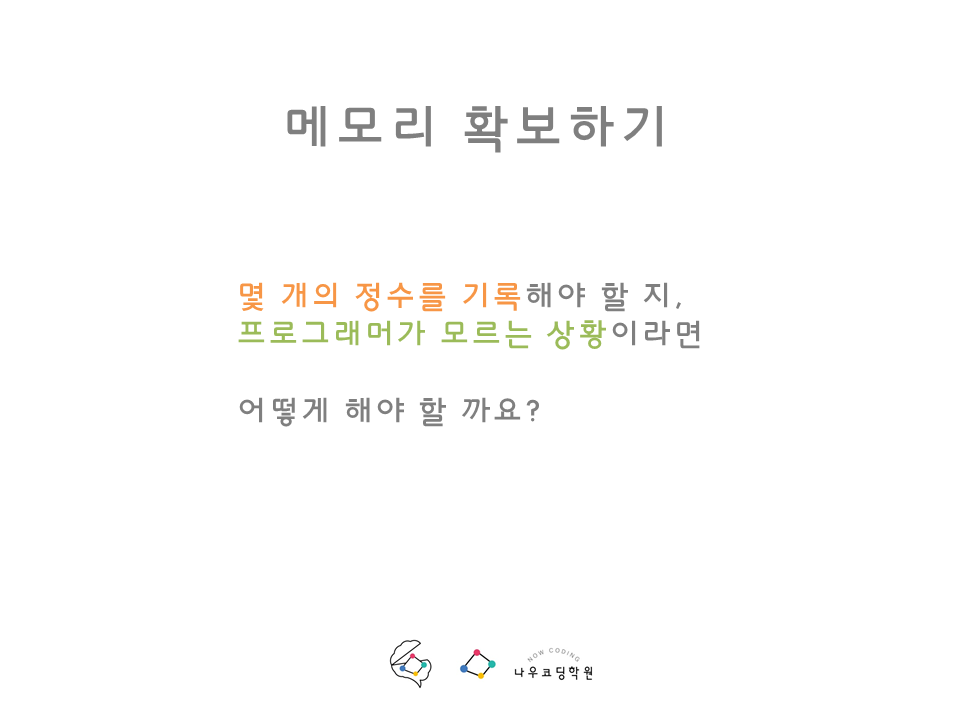 메모리 확보하기
몇 개의 정수를 기록해야 할 지,
프로그래머가 모르는 상황이라면
어떻게 해야 할 까요?
NOW CODING
나우코딩학원